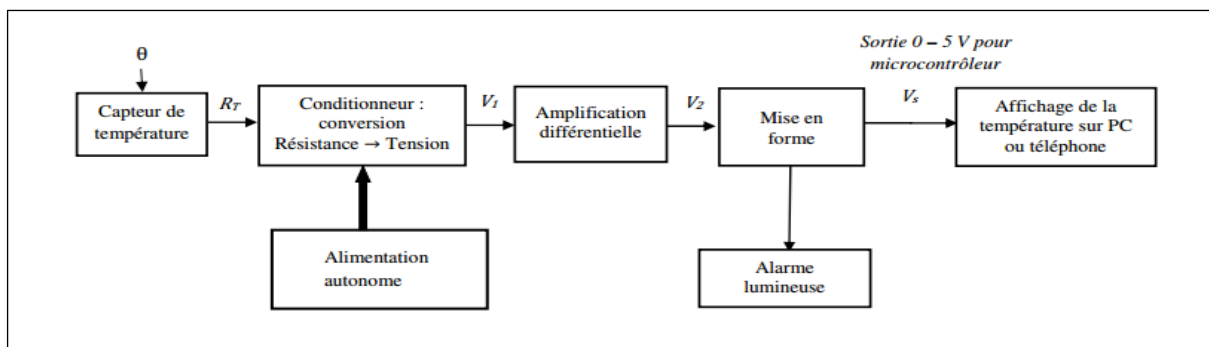 Sortie 0 – 5 V pour
microcontrôleur
θ
Capteur de
température
R_T
Conditionneur :
conversion
Résistance → Tension
V_1
Amplification
différentielle
V_2
Mise en
forme
V_s
Affichage de la
température sur PC
ou téléphone
Alimentation
autonome
Alarme
lumineuse